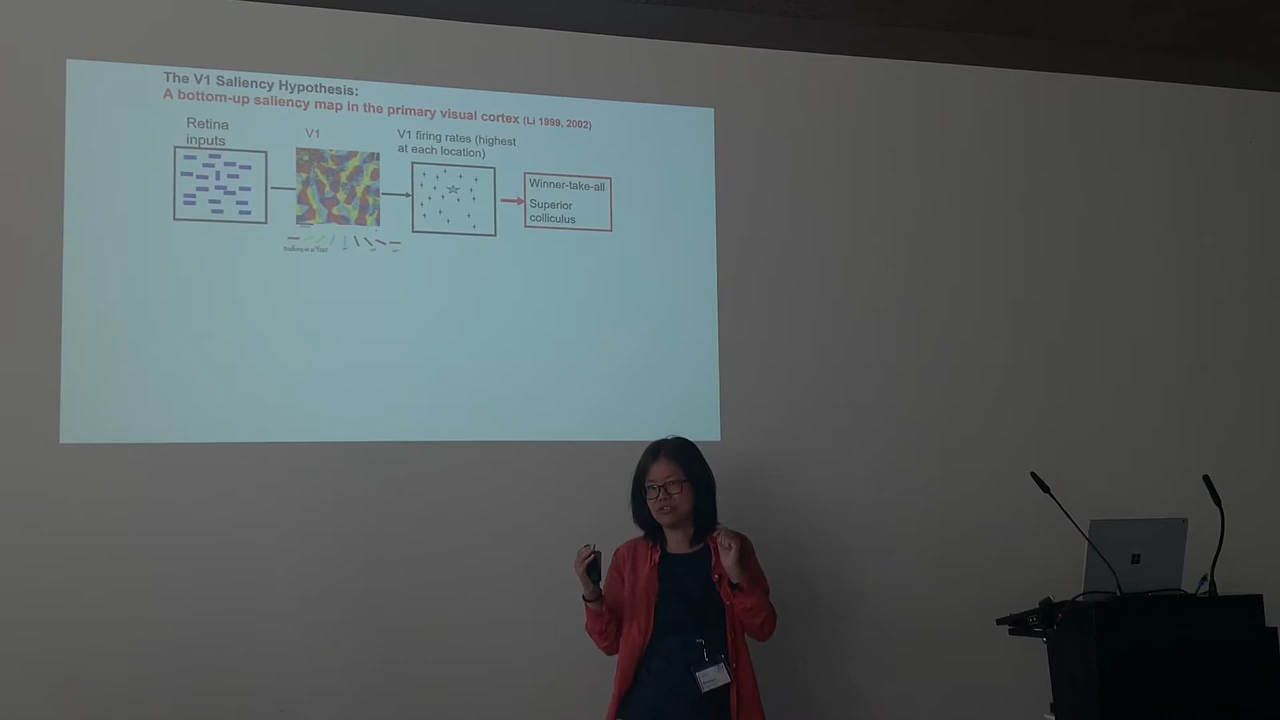 The V1 Saliency Hypothesis:
A bottom-up saliency map in the primary visual cortex (Li 1999, 2002)
Retina
inputs
V1
V1 firing rates (highest
at each location)
Winner-take-all
Superior
colliculus